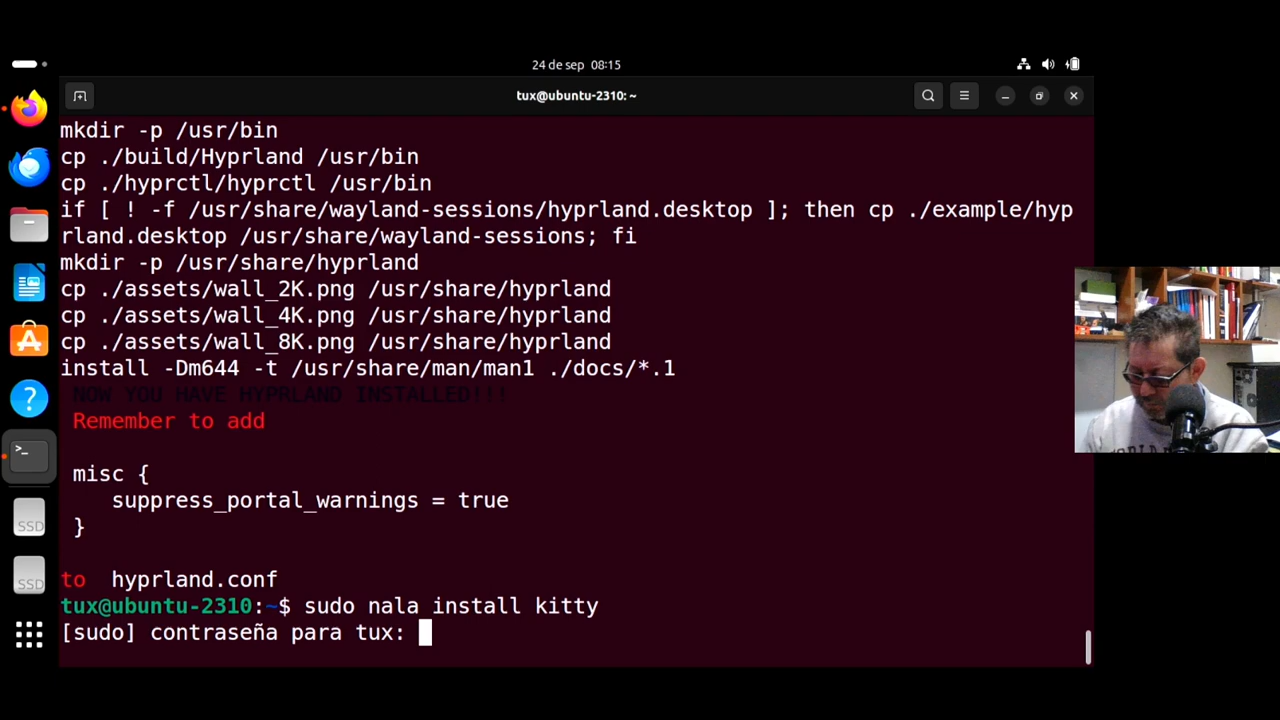 24 de sep 08:15
tux@ubuntu-2310: ~
mkdir -p /usr/bin
cp ./build/Hyprland /usr/bin
cp ./hyprctl/hyprctl /usr/bin
if [ ! -f /usr/share/wayland-sessions/hyprland.desktop ]; then cp ./example/hyp
rland.desktop /usr/share/wayland-sessions; fi
mkdir -p /usr/share/hyprland
cp ./assets/wall_2K.png /usr/share/hyprland
cp ./assets/wall_4K.png /usr/share/hyprland
cp ./assets/wall_8K.png /usr/share/hyprland
install -Dm644 -t /usr/share/man/man1 ./docs/*.1
NOW YOU HAVE HYPRLAND INSTALLED!!!
Remember to add
misc {
suppress_portal_warnings = true
}
to hyprland.conf
tux@ubuntu-2310:~$ sudo nala install kitty
[sudo] contraseña para tux:
SSD
SSD